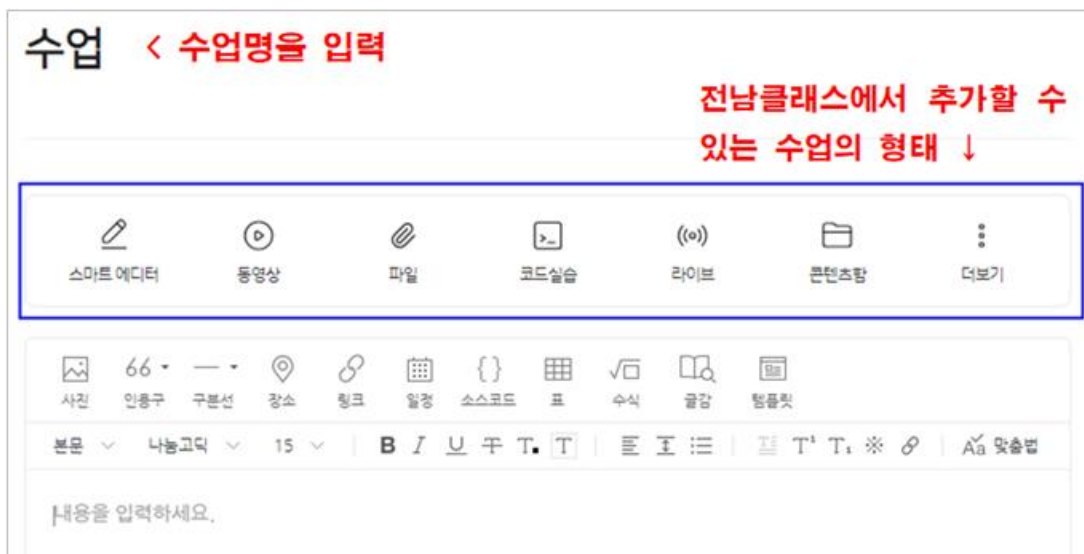 수업 < 수업명을 입력
전남클래스에서 추가할 수
있는 수업의 형태 ↓
스마트 에디터 동영상 파일 코드실습 라이브 콘텐츠함 더보기
사진 인용구 구분선 장소 링크 일정 소스코드 표 수식 글감 템플릿
본문 나눔고딕 15 B I U T T. T T¹ T₁ ※ 맞춤법
내용을 입력하세요.